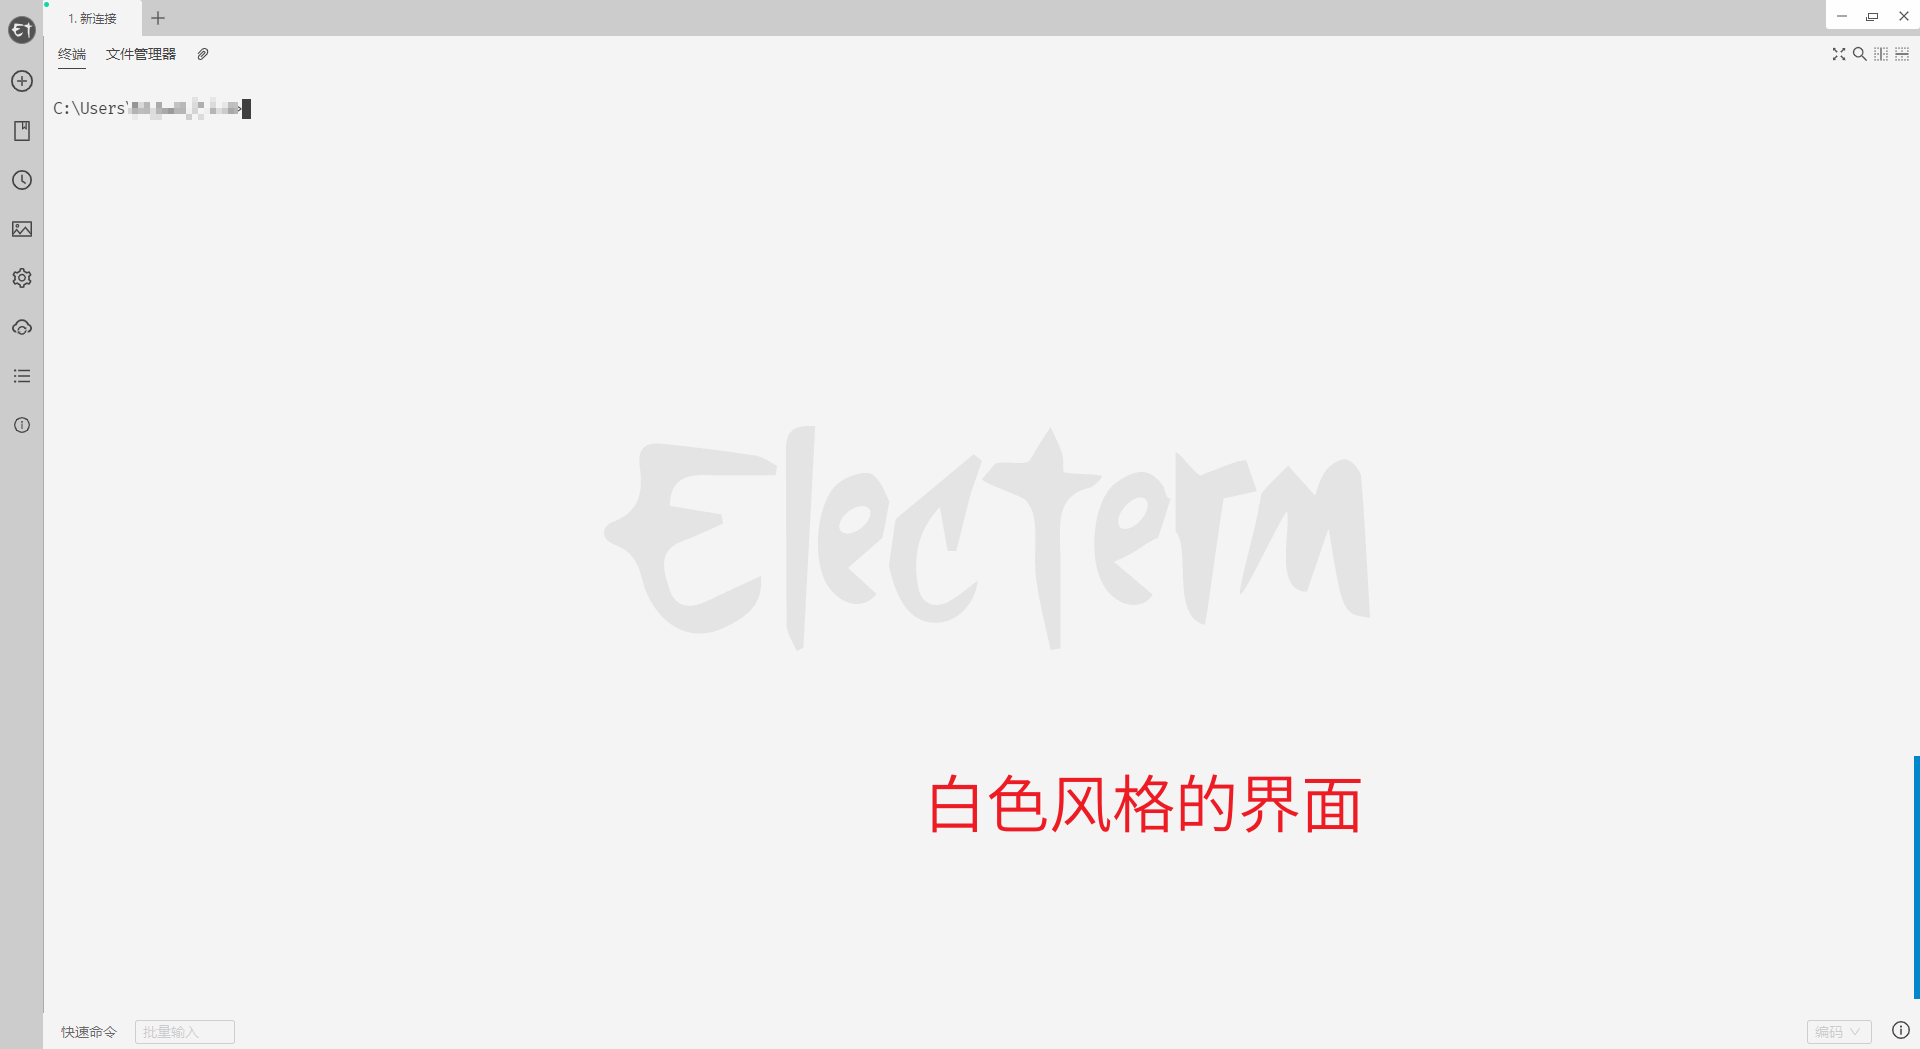 ET
1. 新连接
终端 文件管理器
C:\Users\
Electerm
白色风格的界面
快速命令 批量输入 编码